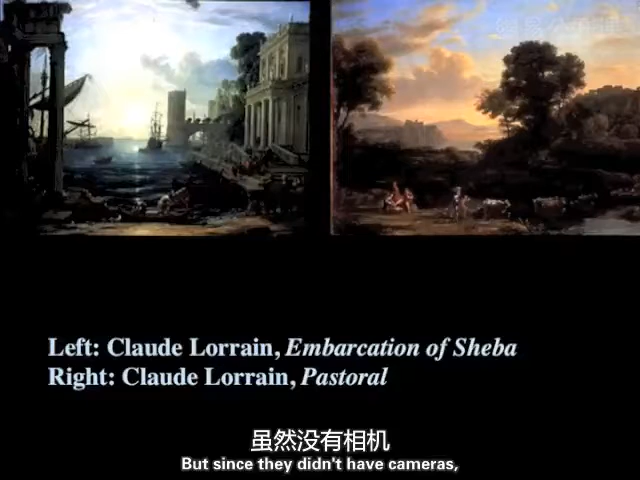 Left: Claude Lorrain, Embarcation of Sheba
Right: Claude Lorrain, Pastoral
虽然没有相机
But since they didn't have cameras,